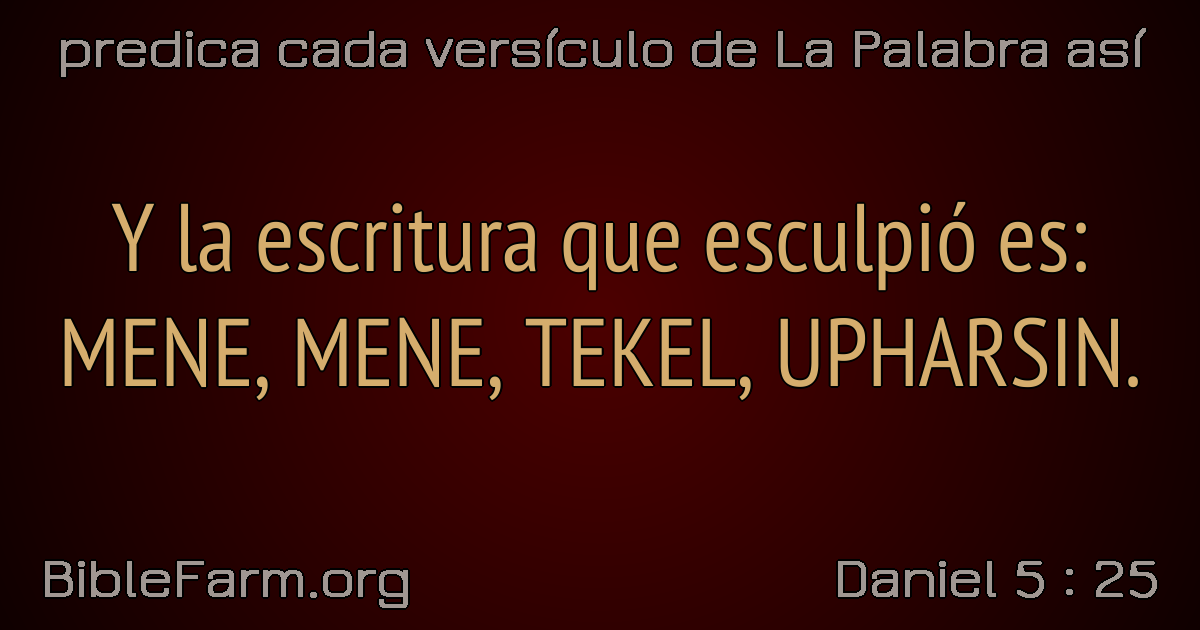 predica cada versículo de La Palabra así
Y la escritura que esculpió es:
MENE, MENE, TEKEL, UPHARSIN.
BibleFarm.org
Daniel 5 : 25